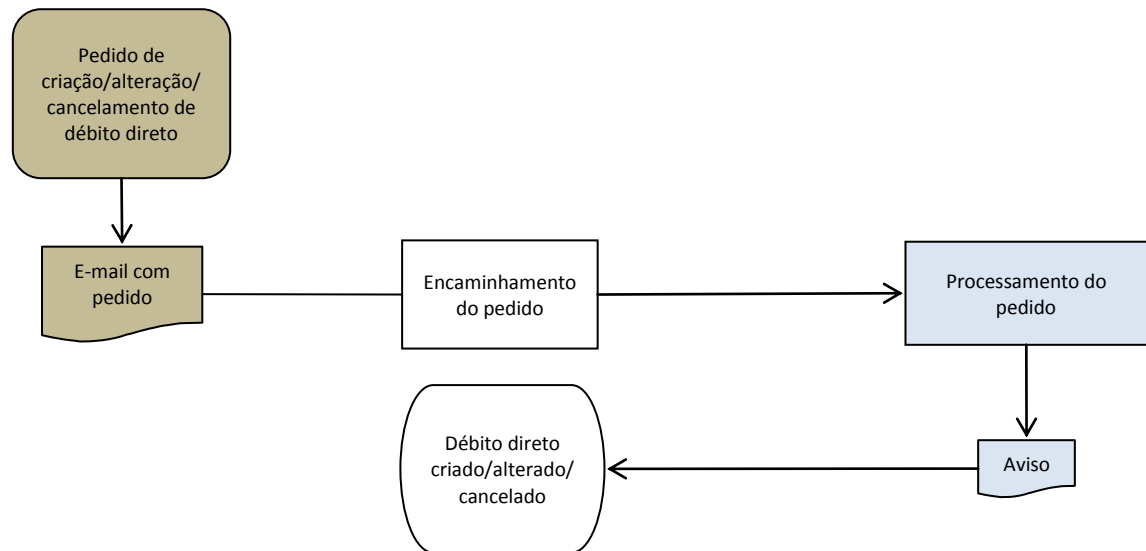 Pedido de
criação/alteração/
cancelamento de
débito direto
E-mail com
pedido
Encaminhamento
do pedido
Processamento do
pedido
Débito direto
criado/alterado/
cancelado
Aviso